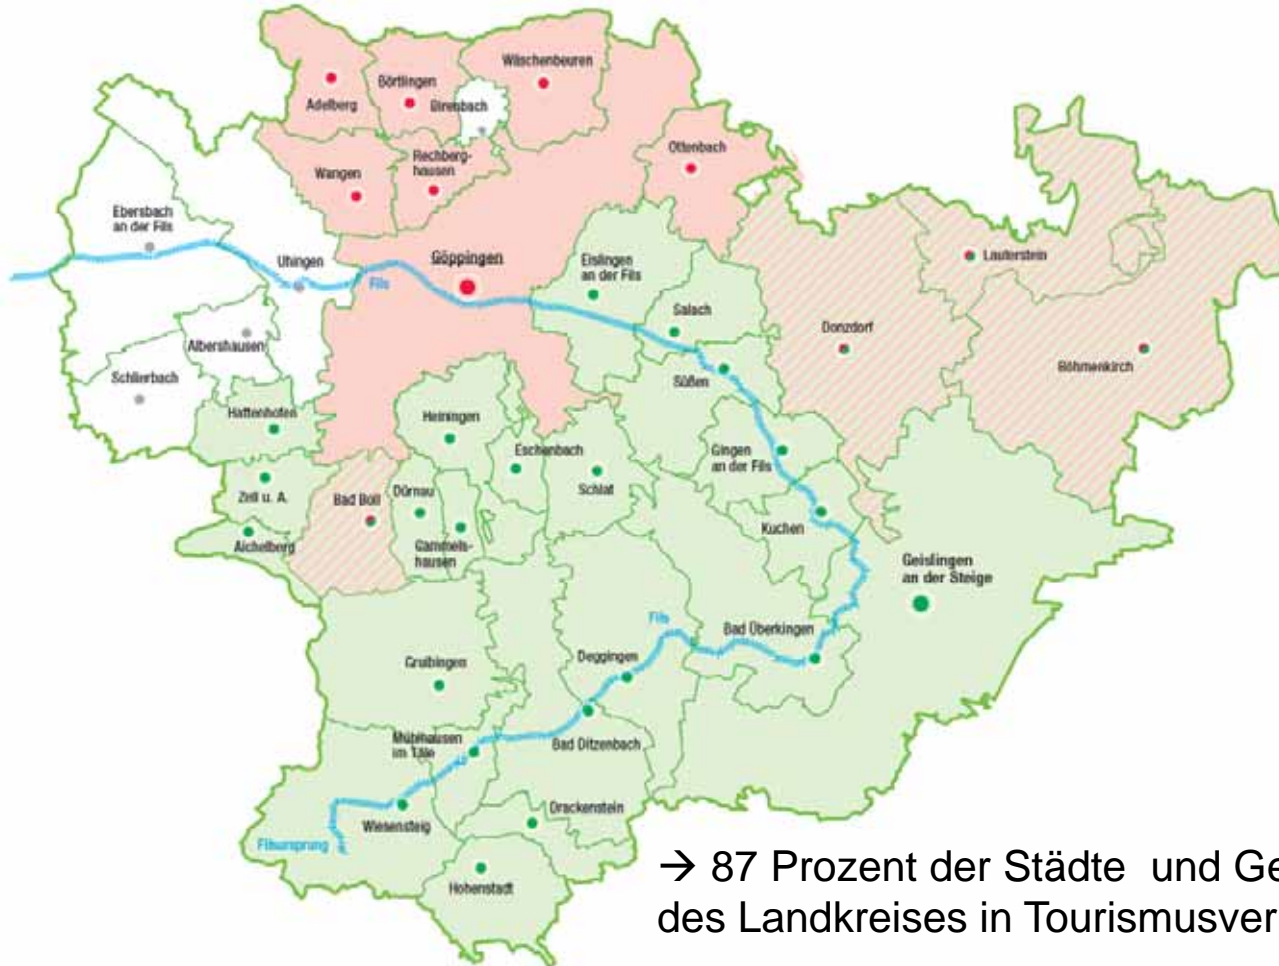 Wäschenbeuren
Börtlingen
Adelberg
Birenbach
Ottenbach
Rechberg-
hausen
Wangen
Ebersbach
an der Fils
Uhingen
Göppingen
Fils
Eislingen
an der Fils
Lauterstein
Salach
Donzdorf
Albershausen
Böhmenkirch
Schlierbach
Süßen
Hattenhofen
Heiningen
Eschenbach
Gingen
an der Fils
Zell u. A.
Bad Boll
Dürnau
Schlat
Kuchen
Aichelberg
Gammels-
hausen
Geislingen
an der Steige
Fils
Bad Überkingen
Gruibingen
Deggingen
Mühlhausen
im Täle
Bad Ditzenbach
Drackenstein
Wiesensteig
Filsursprung
Hohenstadt
→ 87 Prozent der Städte und Ge
des Landkreises in Tourismusver